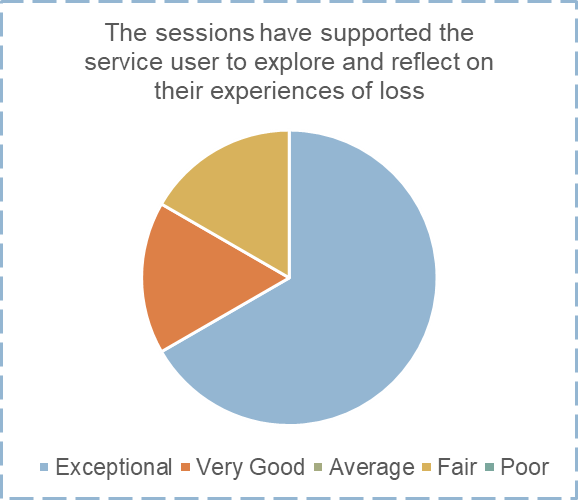 The sessions have supported the
service user to explore and reflect on
their experiences of loss
Exceptional Very Good Average Fair Poor